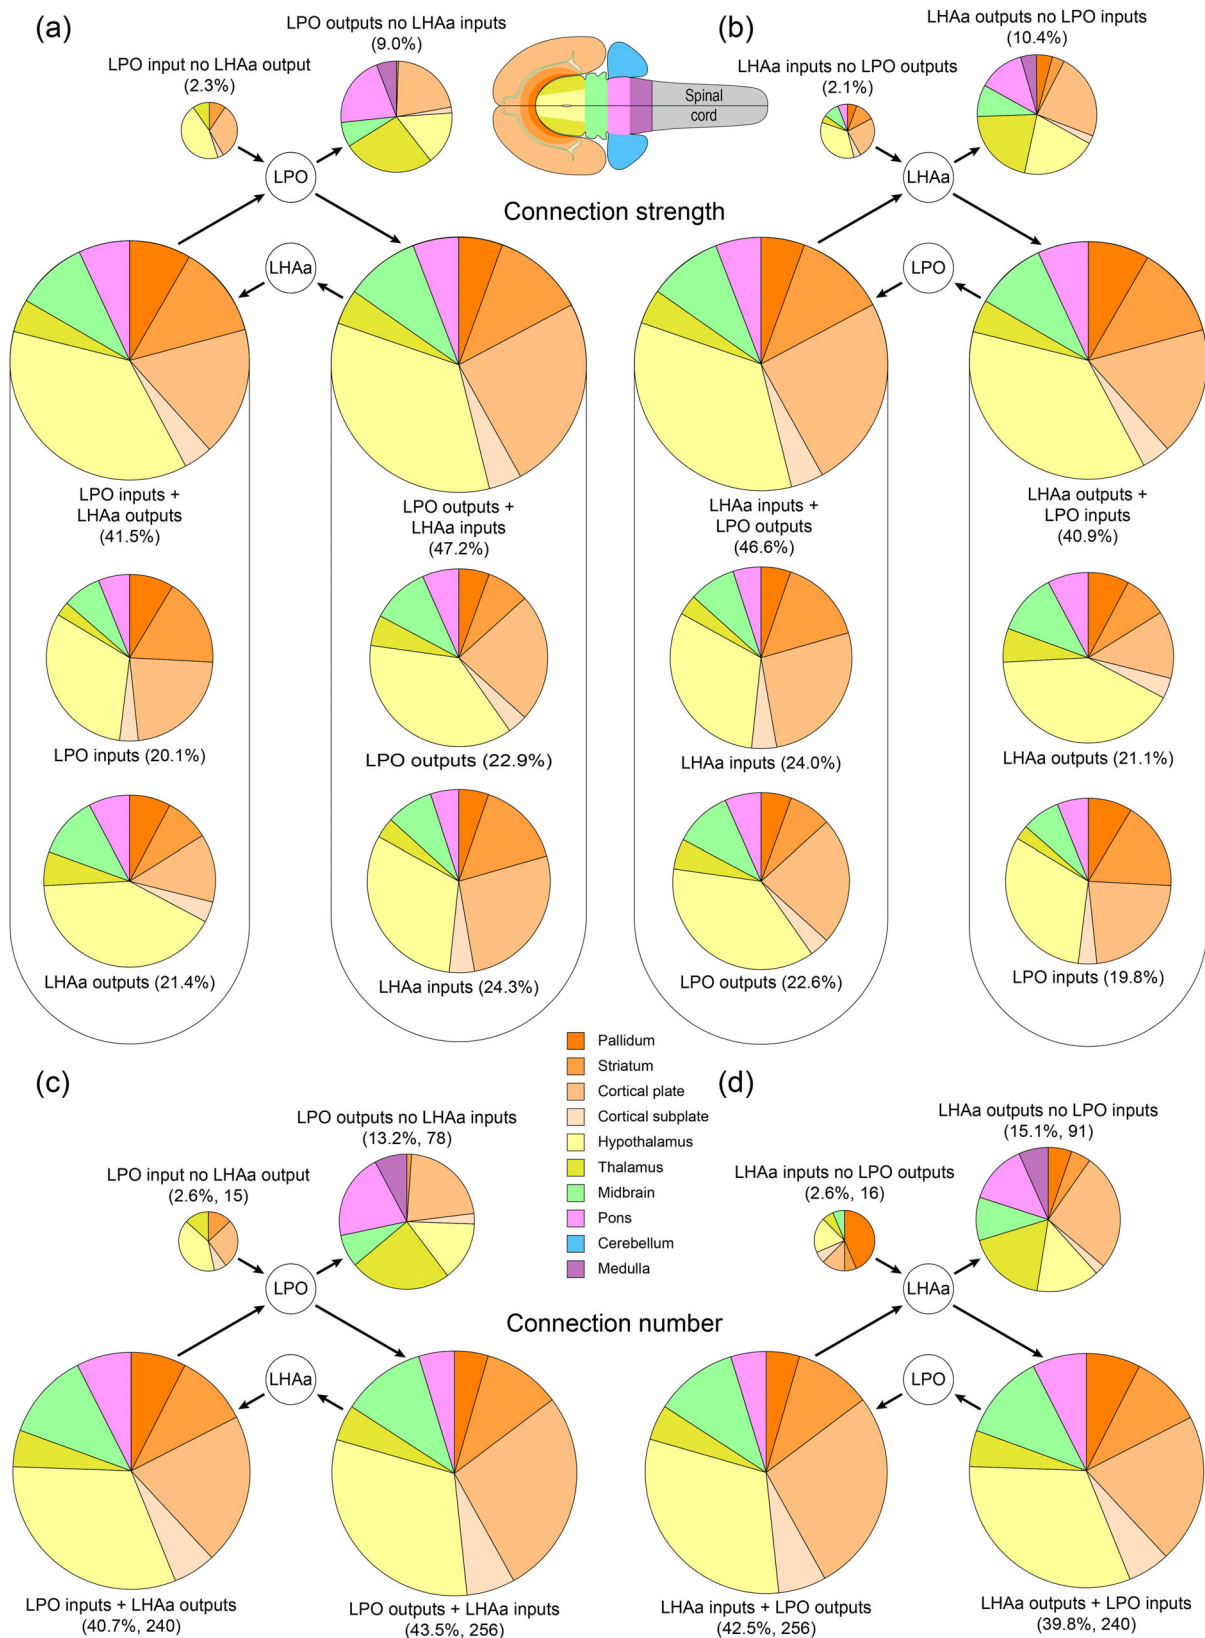 (a)
LPO outputs no LHAa inputs
(9.0%)
LPO input no LHAa output
(2.3%)
LPO
LHAa
Spinal
cord
(b)
LHAa outputs no LPO inputs
(10.4%)
LHAa inputs no LPO outputs
(2.1%)
LHAa
LPO
Connection strength
LPO inputs +
LHAa outputs
(41.5%)
LPO outputs +
LHAa inputs
(47.2%)
LHAa inputs +
LPO outputs
(46.6%)
LHAa outputs +
LPO inputs
(40.9%)
LPO inputs (20.1%)
LPO outputs (22.9%)
LHAa inputs (24.0%)
LHAa outputs (21.1%)
LHAa outputs (21.4%)
LHAa inputs (24.3%)
LPO outputs (22.6%)
LPO inputs (19.8%)
Pallidum
Striatum
Cortical plate
Cortical subplate
Hypothalamus
Thalamus
Midbrain
Pons
Cerebellum
Medulla
(c)
LPO outputs no LHAa inputs
(13.2%, 78)
LPO input no LHAa output
(2.6%, 15)
LPO
LHAa
(d)
LHAa outputs no LPO inputs
(15.1%, 91)
LHAa inputs no LPO outputs
(2.6%, 16)
LHAa
LPO
Connection number
LPO inputs + LHAa outputs
(40.7%, 240)
LPO outputs + LHAa inputs
(43.5%, 256)
LHAa inputs + LPO outputs
(42.5%, 256)
LHAa outputs + LPO inputs
(39.8%, 240)